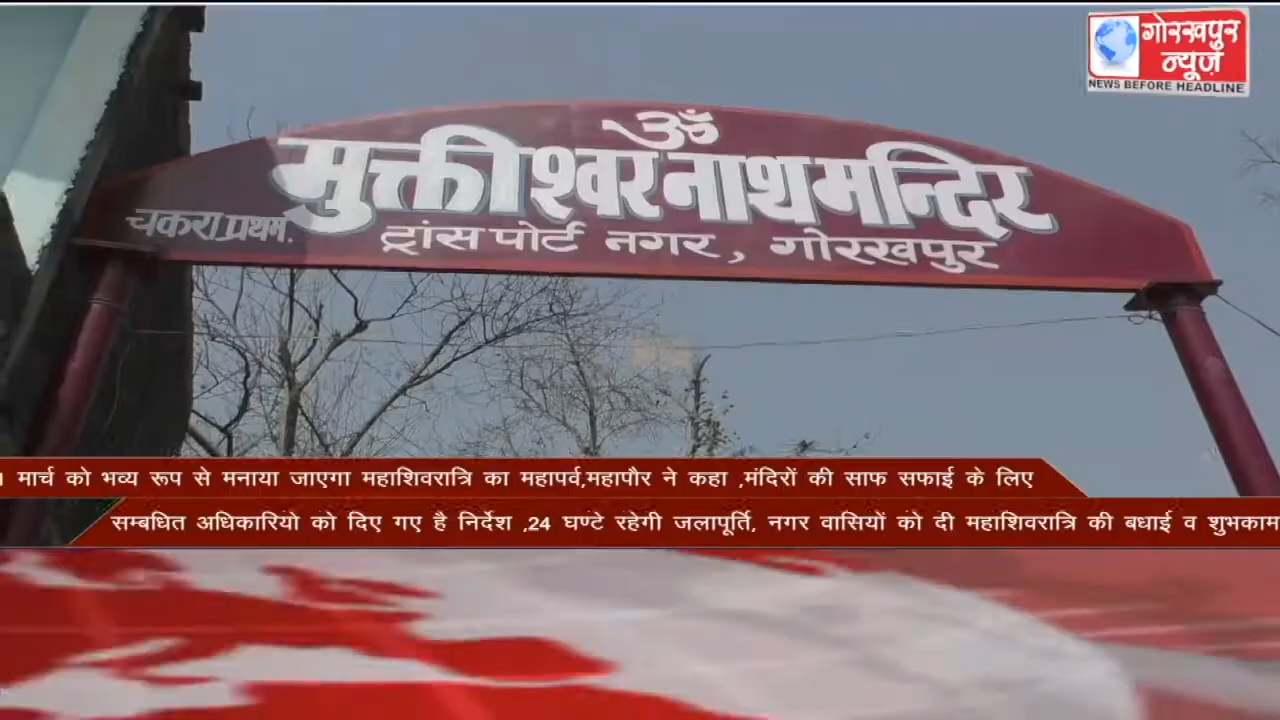 गोरखपुर
न्यूज़
NEWS BEFORE HEADLINE
ॐ
मुक्तीश्वरनाथ मन्दिर
चकरा प्रथम.
ट्रांसपोर्ट नगर, गोरखपुर
मार्च को भव्य रूप से मनाया जाएगा महाशिवरात्रि का महापर्व,महापौर ने कहा ,मंदिरों की साफ सफाई के लिए
सम्बधित अधिकारियो को दिए गए है निर्देश ,24 घण्टे रहेगी जलापूर्ति, नगर वासियों को दी महाशिवरात्रि की बधाई व शुभकाम